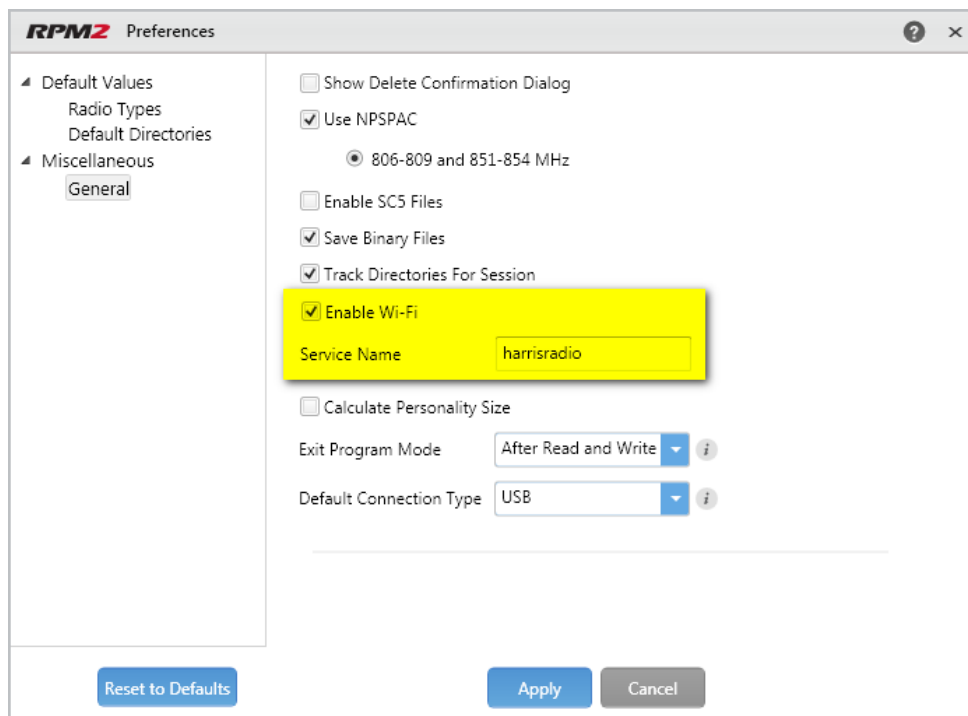 RPM2 Preferences
Default Values
Radio Types
Default Directories
Miscellaneous
General
Show Delete Confirmation Dialog
Use NPSPAC
806-809 and 851-854 MHz
Enable SC5 Files
Save Binary Files
Track Directories For Session
Enable Wi-Fi
Service Name harrisradio
Calculate Personality Size
Exit Program Mode After Read and Write
Default Connection Type USB
Reset to Defaults Apply Cancel